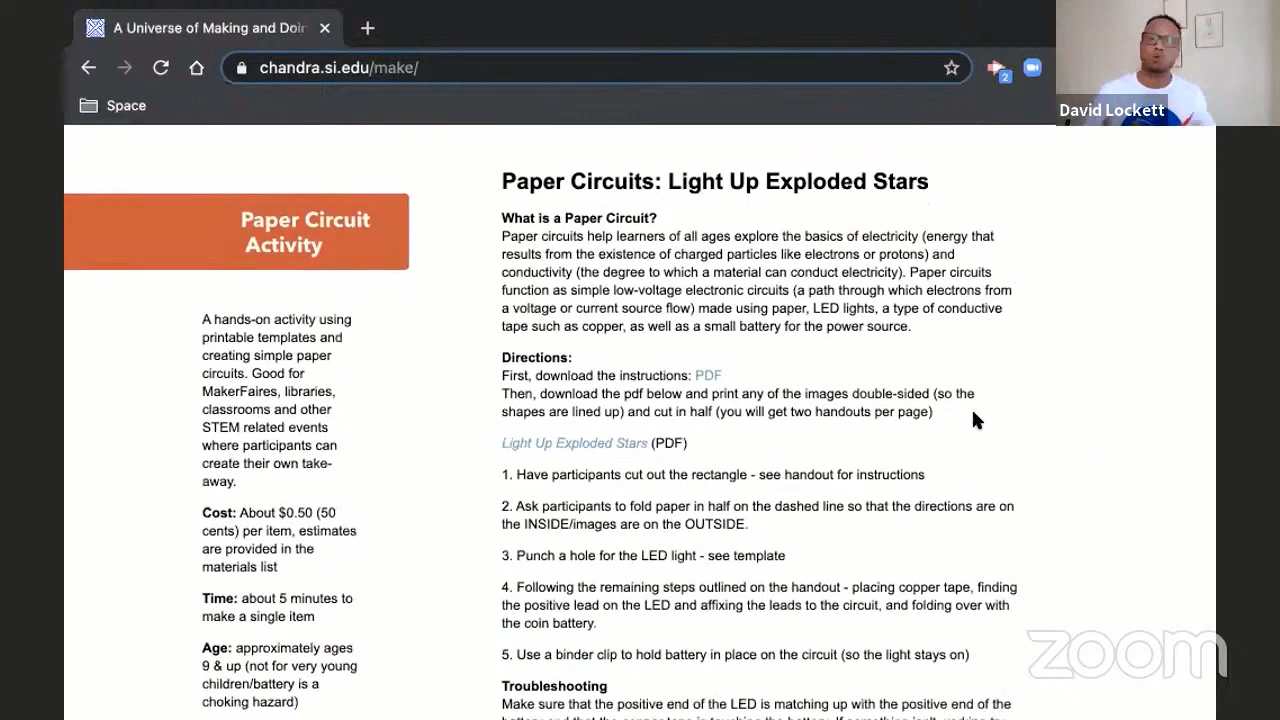 A Universe of Making and Doin
chandra.si.edu/make/
2
Space
David Lockett
Paper Circuit
Activity
A hands-on activity using
printable templates and
creating simple paper
circuits. Good for
MakerFaires, libraries,
classrooms and other
STEM related events
where participants can
create their own take-
away.
Cost: About $0.50 (50
cents) per item, estimates
are provided in the
materials list
Time: about 5 minutes to
make a single item
Age: approximately ages
9 & up (not for very young
children/battery is a
choking hazard)
Paper Circuits: Light Up Exploded Stars
What is a Paper Circuit?
Paper circuits help learners of all ages explore the basics of electricity (energy that
results from the existence of charged particles like electrons or protons) and
conductivity (the degree to which a material can conduct electricity). Paper circuits
function as simple low-voltage electronic circuits (a path through which electrons from
a voltage or current source flow) made using paper, LED lights, a type of conductive
tape such as copper, as well as a small battery for the power source.
Directions:
First, download the instructions: PDF
Then, download the pdf below and print any of the images double-sided (so the
shapes are lined up) and cut in half (you will get two handouts per page)
Light Up Exploded Stars (PDF)
1. Have participants cut out the rectangle - see handout for instructions
2. Ask participants to fold paper in half on the dashed line so that the directions are on
the INSIDE/images are on the OUTSIDE.
3. Punch a hole for the LED light - see template
4. Following the remaining steps outlined on the handout - placing copper tape, finding
the positive lead on the LED and affixing the leads to the circuit, and folding over with
the coin battery.
5. Use a binder clip to hold battery in place on the circuit (so the light stays on)
Troubleshooting
Make sure that the positive end of the LED is matching up with the positive end of the
zoom